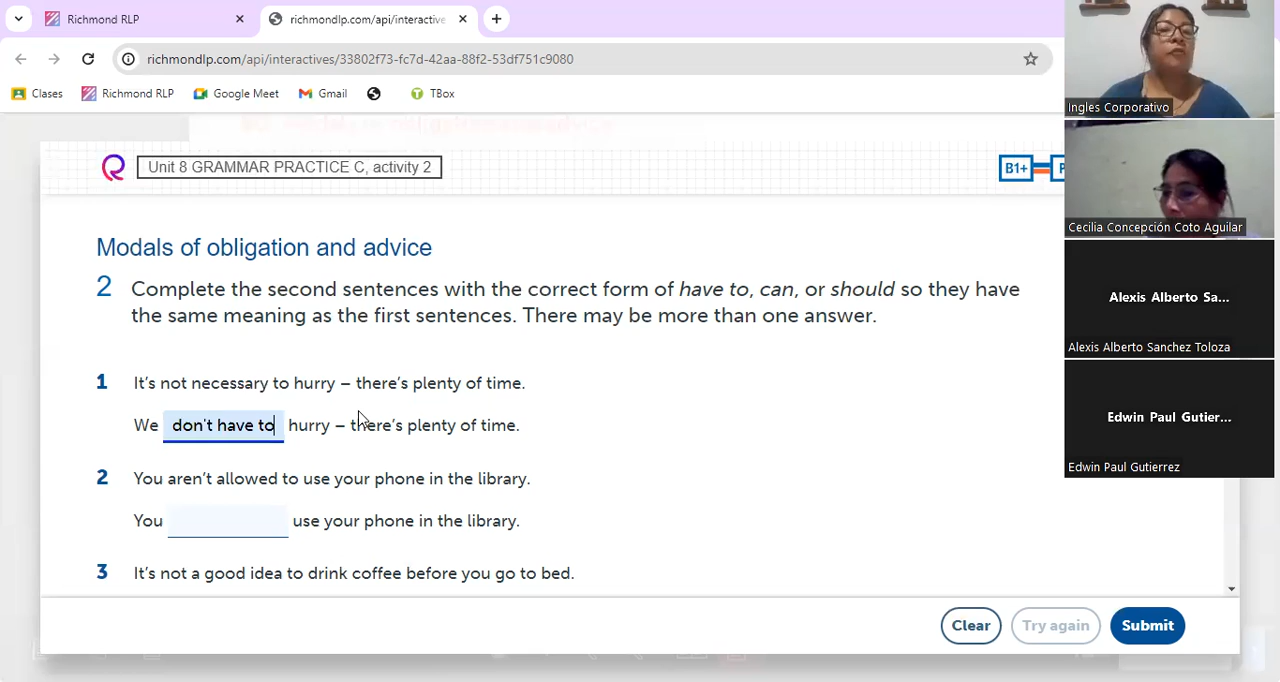 Richmond RLP
richmondlp.com/api/interactive
richmondlp.com/api/interactives/33802f73-fc7d-42aa-88f2-53df751c9080
Clases
Richmond RLP
Google Meet
Gmail
TBox
Unit 8 GRAMMAR PRACTICE C, activity 2
B1+
Modals of obligation and advice
2 Complete the second sentences with the correct form of have to, can, or should so they have
the same meaning as the first sentences. There may be more than one answer.
1 It's not necessary to hurry – there's plenty of time.
We don't have to hurry – there's plenty of time.
2 You aren't allowed to use your phone in the library.
You use your phone in the library.
3 It's not a good idea to drink coffee before you go to bed.
Clear
Try again
Submit
Ingles Corporativo
Cecilia Concepción Coto Aguilar
Alexis Alberto Sa...
Alexis Alberto Sanchez Toloza
Edwin Paul Gutier...
Edwin Paul Gutierrez